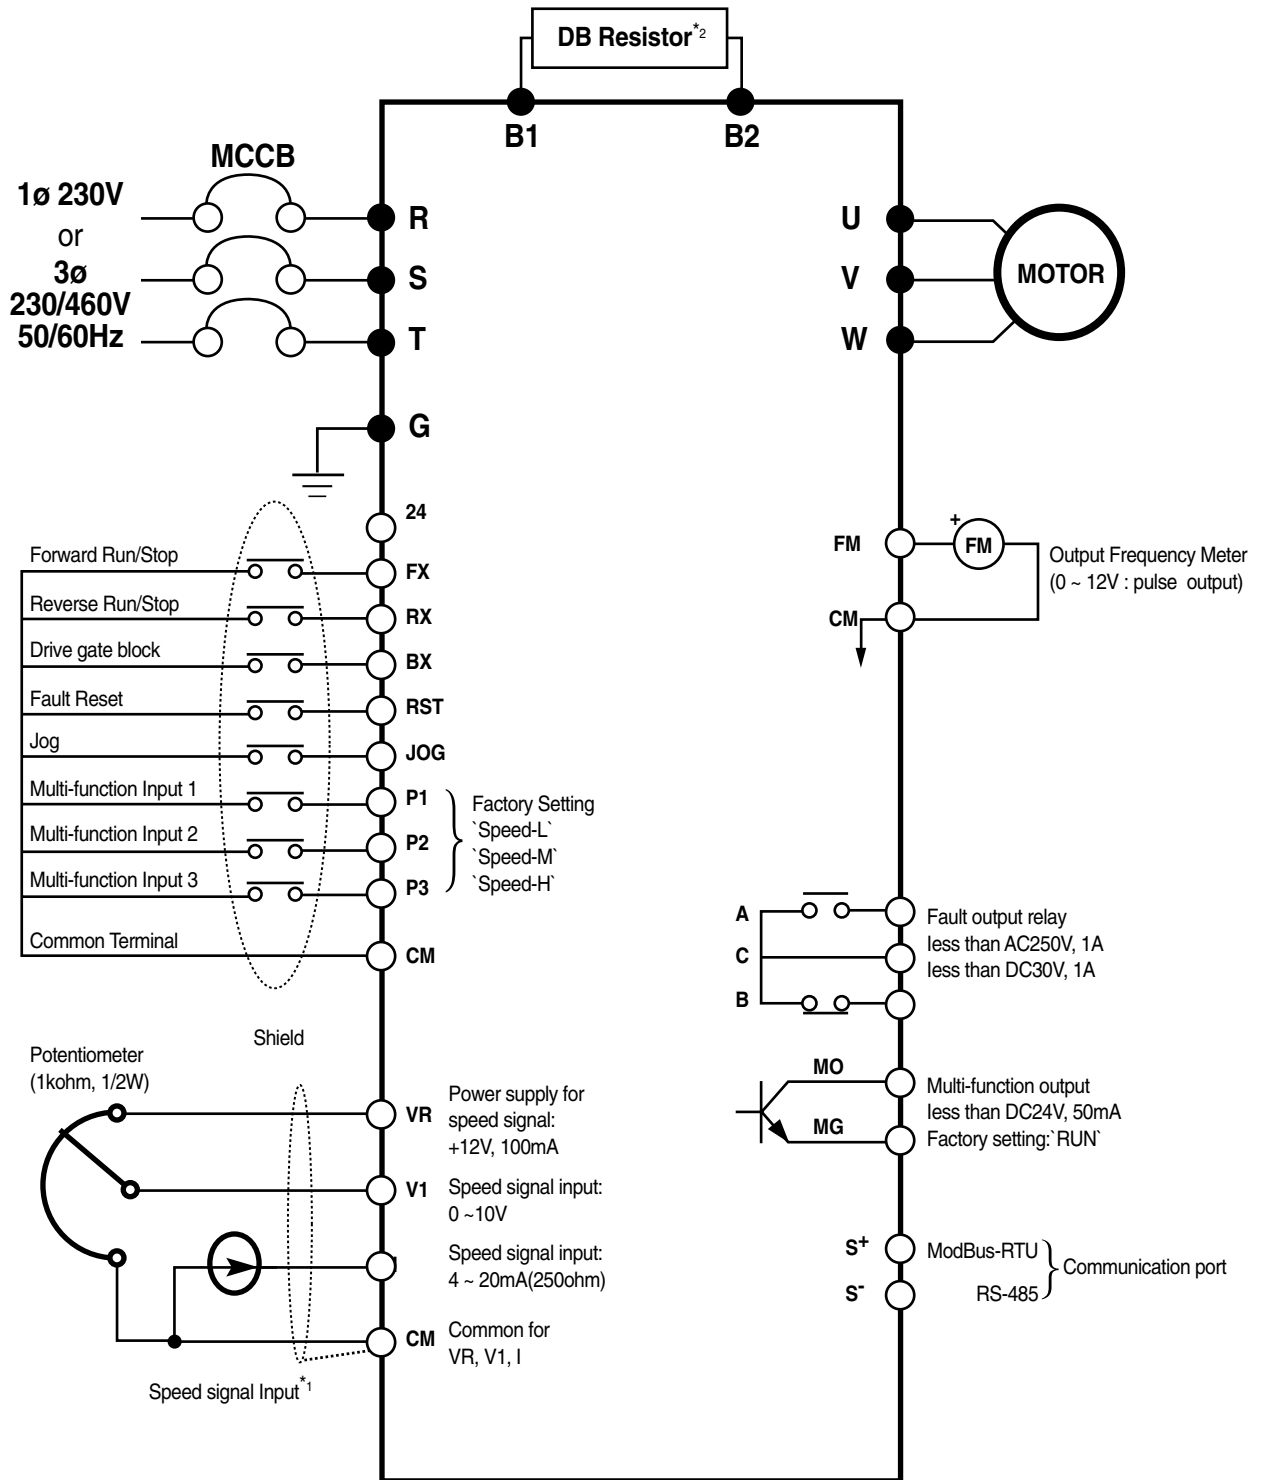 DB Resistor*2
B1
B2
MCCB
1ø 230V
or
3ø
230/460V
50/60Hz
R
S
T
G
U
V
W
MOTOR
24
Forward Run/Stop
FX
Reverse Run/Stop
RX
Drive gate block
BX
Fault Reset
RST
Jog
JOG
Multi-function Input 1
P1
Multi-function Input 2
P2
Multi-function Input 3
P3
Factory Setting
`Speed-L`
`Speed-M`
`Speed-H`
Common Terminal
CM
Shield
FM
+
FM
CM
Output Frequency Meter
(0 ~ 12V : pulse output)
A
C
B
Fault output relay
less than AC250V, 1A
less than DC30V, 1A
Potentiometer
(1kohm, 1/2W)
VR
Power supply for
speed signal:
+12V, 100mA
V1
Speed signal input:
0 ~10V
Speed signal input:
4 ~ 20mA(250ohm)
CM
Common for
VR, V1, I
Speed signal Input*1
MO
MG
Multi-function output
less than DC24V, 50mA
Factory setting:`RUN`
S+
S-
ModBus-RTU
RS-485
Communication port